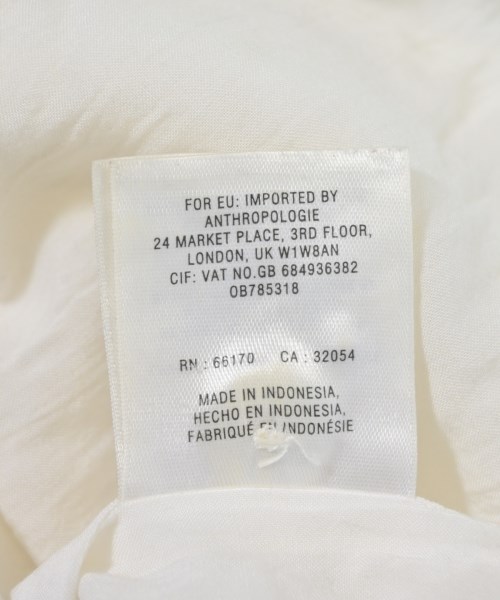 FOR EU: IMPORTED BY
ANTHROPOLOGIE
24 MARKET PLACE, 3RD FLOOR,
LONDON, UK W1W8AN
CIF: VAT NO.GB 684936382
OB785318
RN : 66170 CA : 32054
MADE IN INDONESIA,
HECHO EN INDONESIA,
FABRIQUÉ EN INDONÉSIE